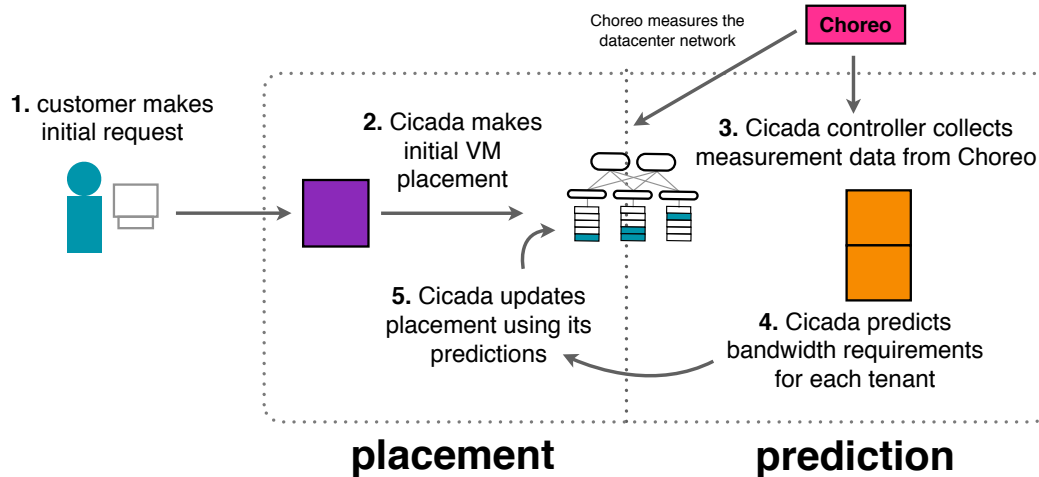 Choreo measures the
datacenter network
Choreo
1. customer makes
initial request
2. Cicada makes
initial VM
placement
3. Cicada controller collects
measurement data from Choreo
5. Cicada updates
placement using its
predictions
4. Cicada predicts
bandwidth requirements
for each tenant
placement
prediction